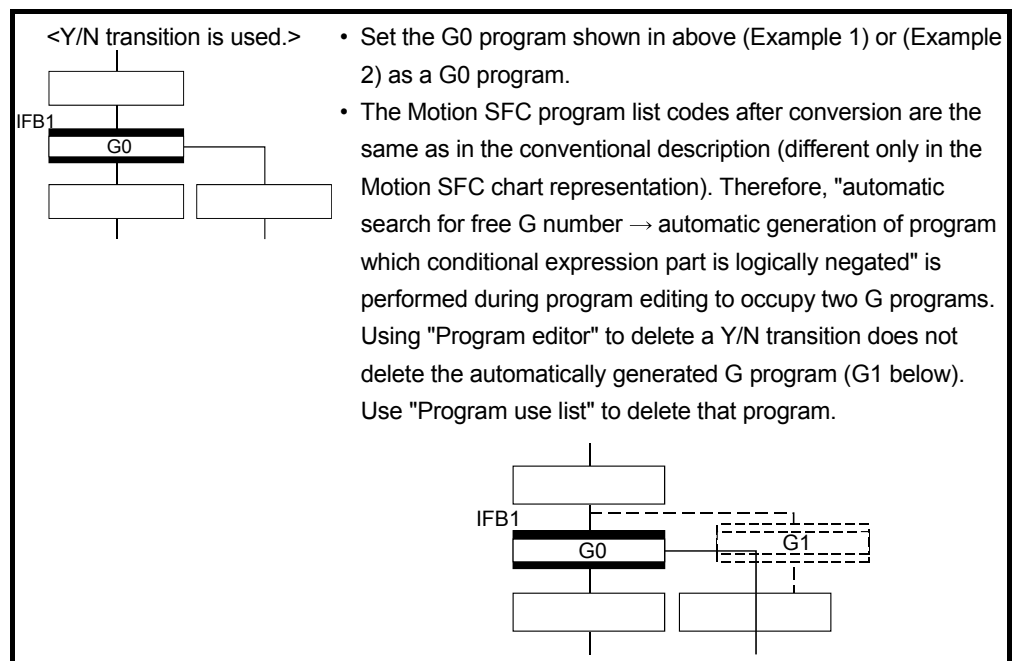 <Y/N transition is used.>
IFB1
G0
• Set the G0 program shown in above (Example 1) or (Example
2) as a G0 program.
• The Motion SFC program list codes after conversion are the
same as in the conventional description (different only in the
Motion SFC chart representation). Therefore, "automatic
search for free G number → automatic generation of program
which conditional expression part is logically negated" is
performed during program editing to occupy two G programs.
Using "Program editor" to delete a Y/N transition does not
delete the automatically generated G program (G1 below).
Use "Program use list" to delete that program.
IFB1
G0
G1